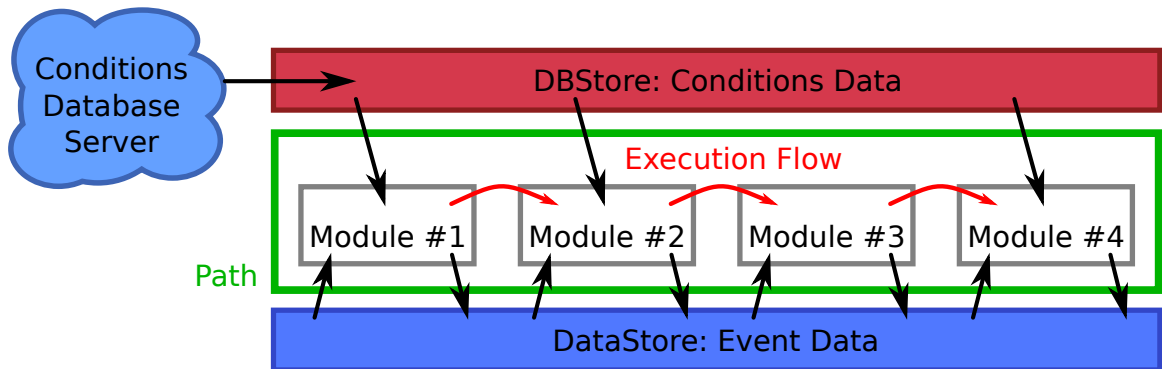 Conditions
Database
Server
DBStore: Conditions Data
Execution Flow
Module #1
Module #2
Module #3
Module #4
Path
DataStore: Event Data